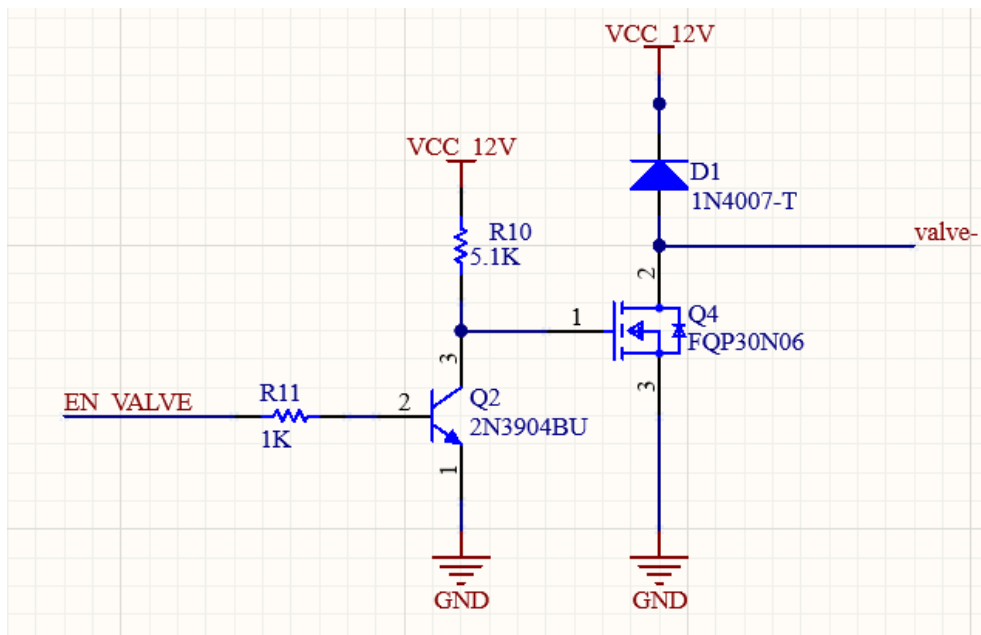 VCC_12V
VCC_12V
D1
1N4007-T
R10
5.1K
valve-
2
1
Q4
FQP30N06
3
3
EN_VALVE
R11
1K
2
Q2
2N3904BU
1
GND
GND